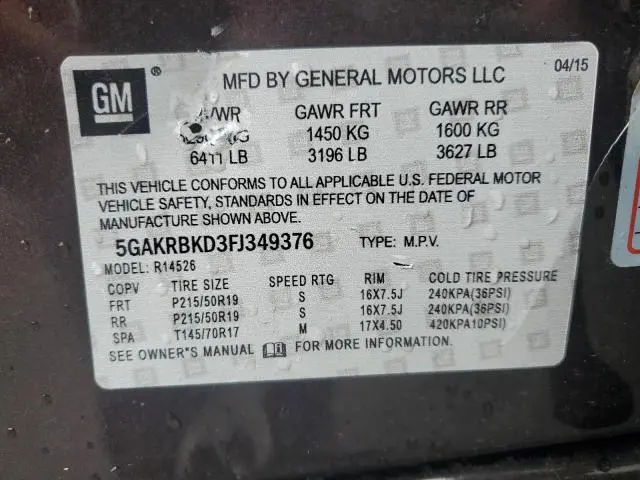 GM ®
MFD BY GENERAL MOTORS LLC
04/15
GAWR FRT GAWR RR
1450 KG 1600 KG
6411 LB 3196 LB 3627 LB
THIS VEHICLE CONFORMS TO ALL APPLICABLE U.S. FEDERAL MOTOR
VEHICLE SAFETY, STANDARDS IN EFFECT ON THE DATE OF
MANUFACTURE SHOWN ABOVE.
5GAKRBKD3FJ349376 TYPE: M.P.V.
MODEL: R14526
COPV TIRE SIZE SPEED RTG RIM COLD TIRE PRESSURE
FRT P215/50R19 S 16X7.5J 240KPA(36PSI)
RR P215/50R19 S 16X7.5J 240KPA(36PSI)
SPA T145/70R17 M 17X4.50 420KPA10PSI)
SEE OWNER'S MANUAL FOR MORE INFORMATION.